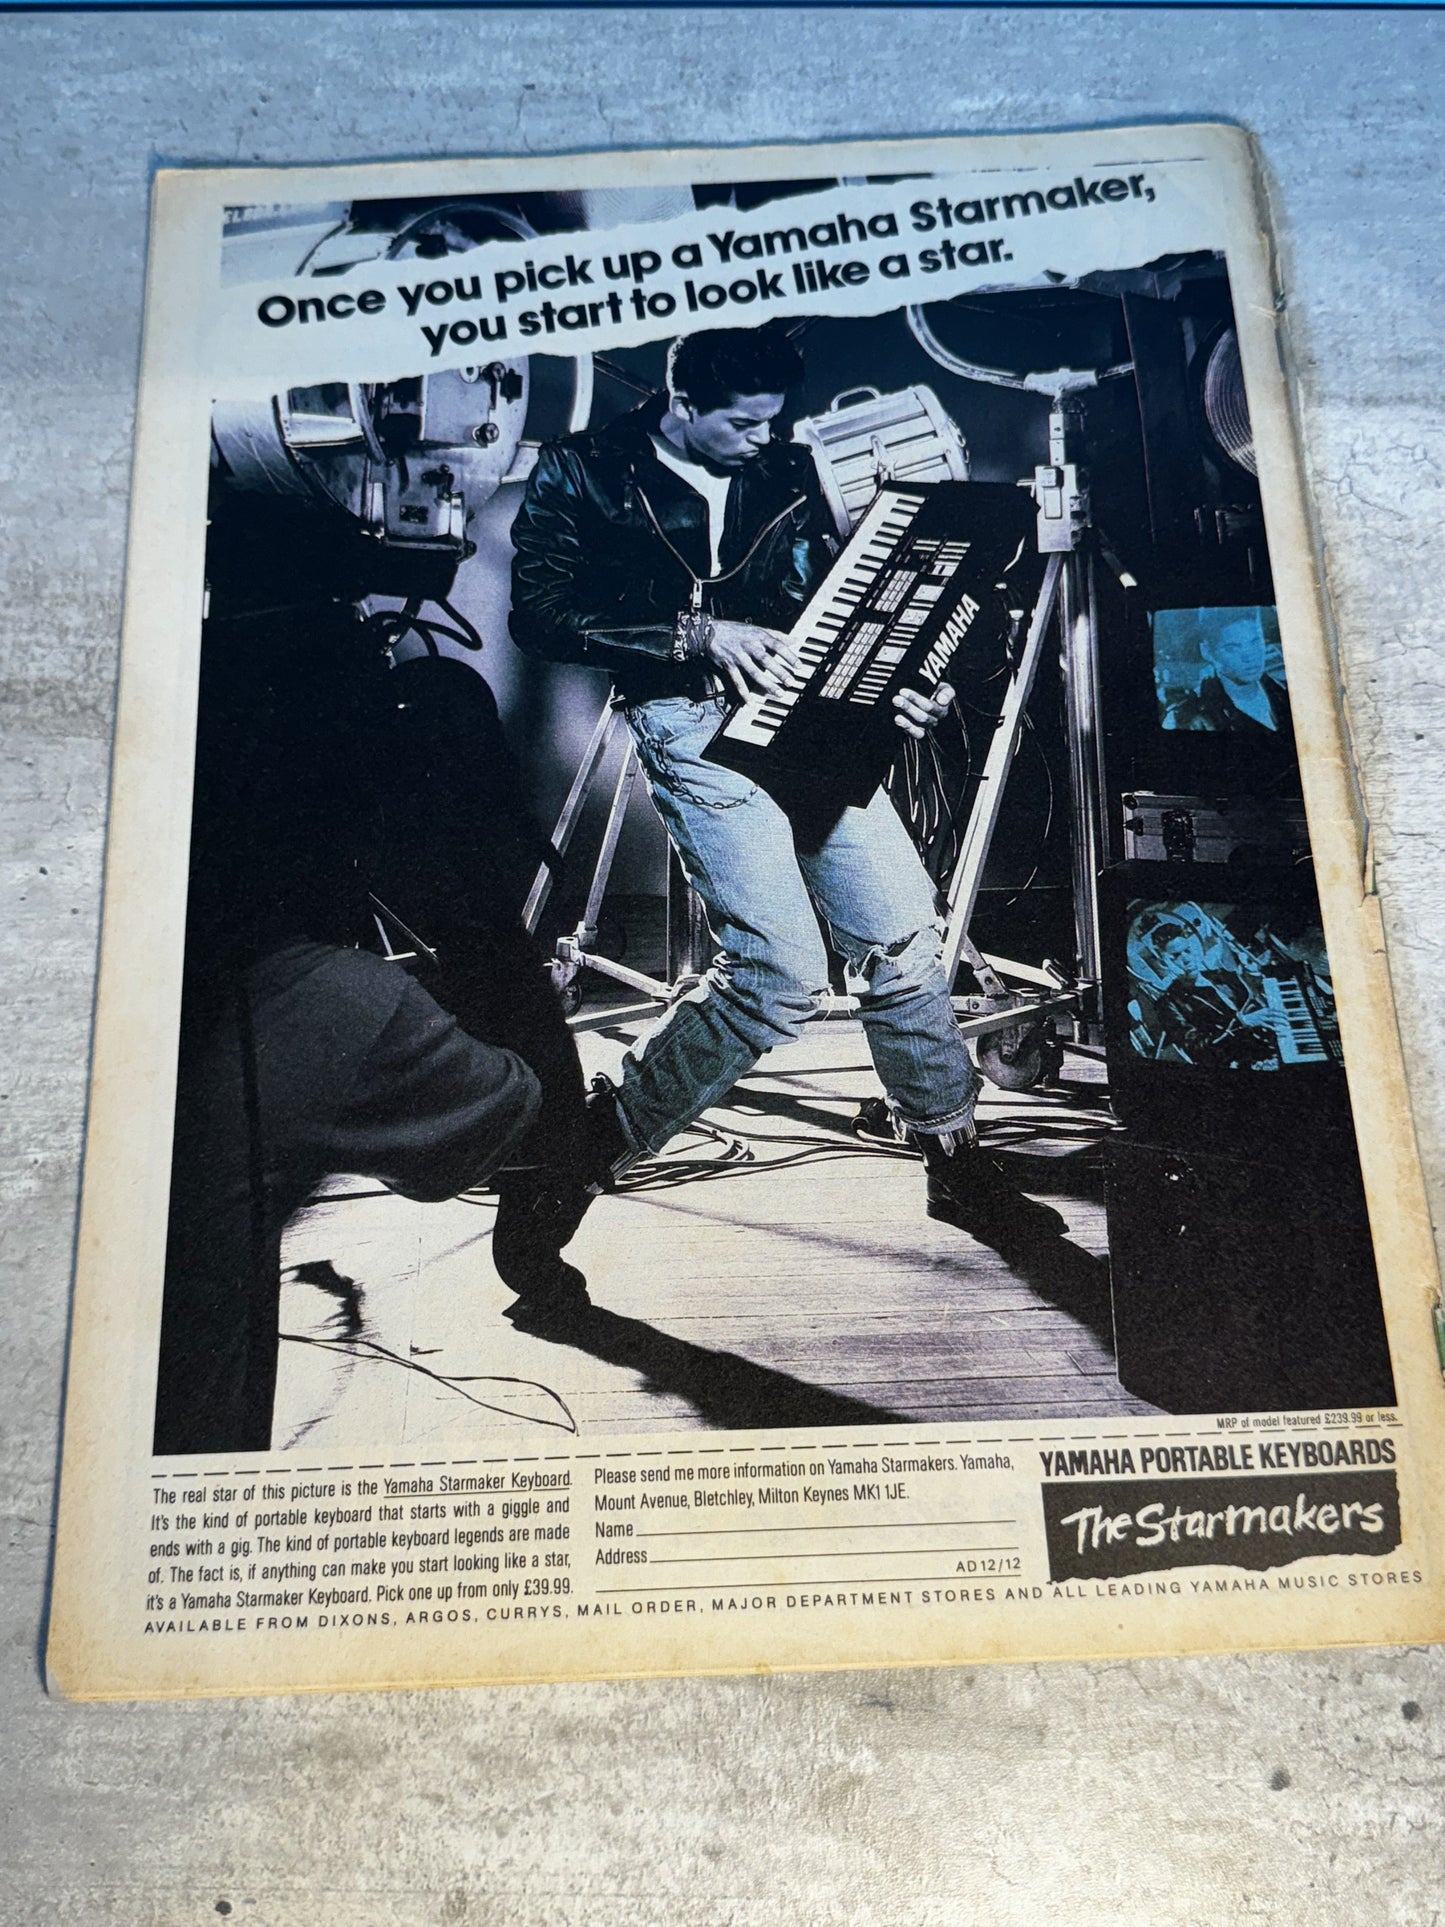 Once you pick up a Yamaha Starmaker,
you start to look like a star.
YAMAHA
MRP of model featured £239.99 or less.
The real star of this picture is the Yamaha Starmaker Keyboard.
It's the kind of portable keyboard that starts with a giggle and
ends with a gig. The kind of portable keyboard legends are made
of. The fact is, if anything can make you start looking like a star,
it's a Yamaha Starmaker Keyboard. Pick one up from only £39.99.
Please send me more information on Yamaha Starmakers. Yamaha,
Mount Avenue, Bletchley, Milton Keynes MK1 1JE.
Name
Address
AD 12/12
YAMAHA PORTABLE KEYBOARDS
The Starmakers
AVAILABLE FROM DIXONS, ARGOS, CURRYS, MAIL ORDER, MAJOR DEPARTMENT STORES AND ALL LEADING YAMAHA MUSIC STORES